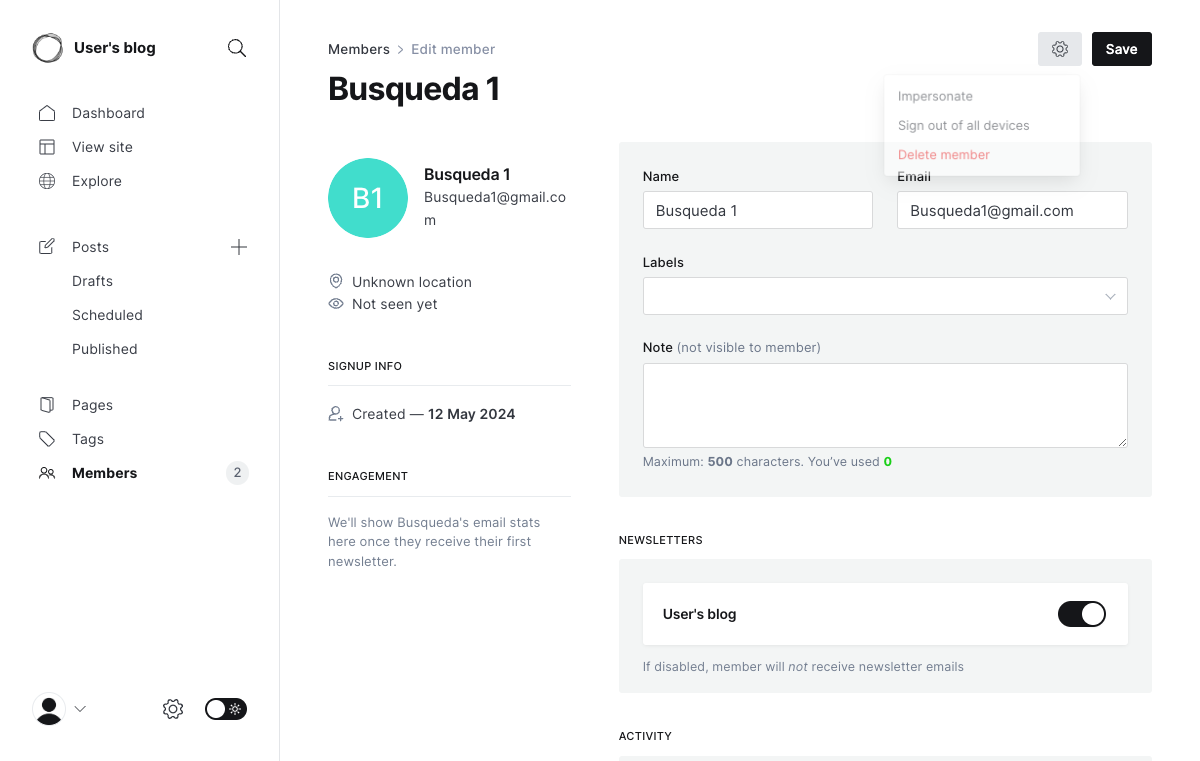 User's blog
Dashboard
View site
Explore
Posts
Drafts
Scheduled
Published
Pages
Tags
Members
2
Members
Edit member
Save
Busqueda 1
Impersonate
Sign out of all devices
Delete member
B1
Busqueda 1
Busqueda1@gmail.co
m
Unknown location
Not seen yet
SIGNUP INFO
Created — 12 May 2024
ENGAGEMENT
We'll show Busqueda's email stats
here once they receive their first
newsletter.
Name
Email
Busqueda 1
Busqueda1@gmail.com
Labels
Note (not visible to member)
Maximum: 500 characters. You've used 0
NEWSLETTERS
User's blog
If disabled, member will not receive newsletter emails
ACTIVITY